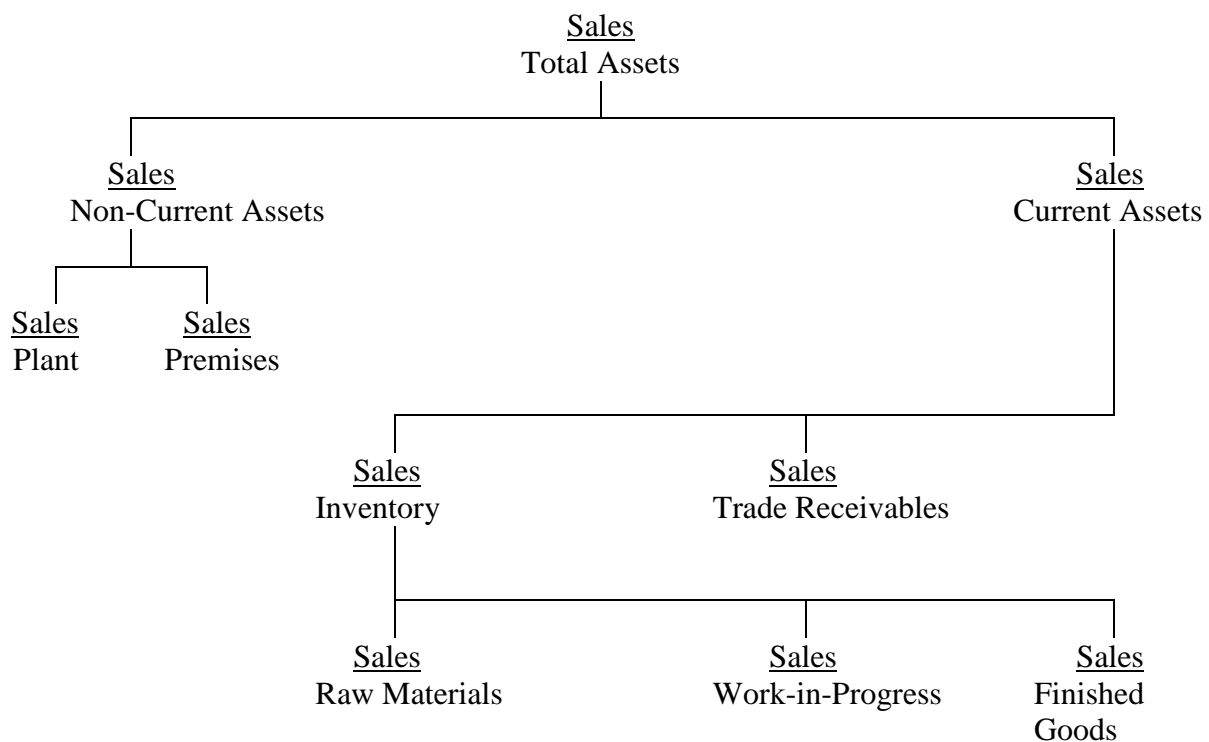 Sales
Total Assets
Sales
Non-Current Assets
Sales
Current Assets
Sales
Plant
Sales
Premises
Sales
Inventory
Sales
Trade Receivables
Sales
Raw Materials
Sales
Work-in-Progress
Sales
Finished
Goods